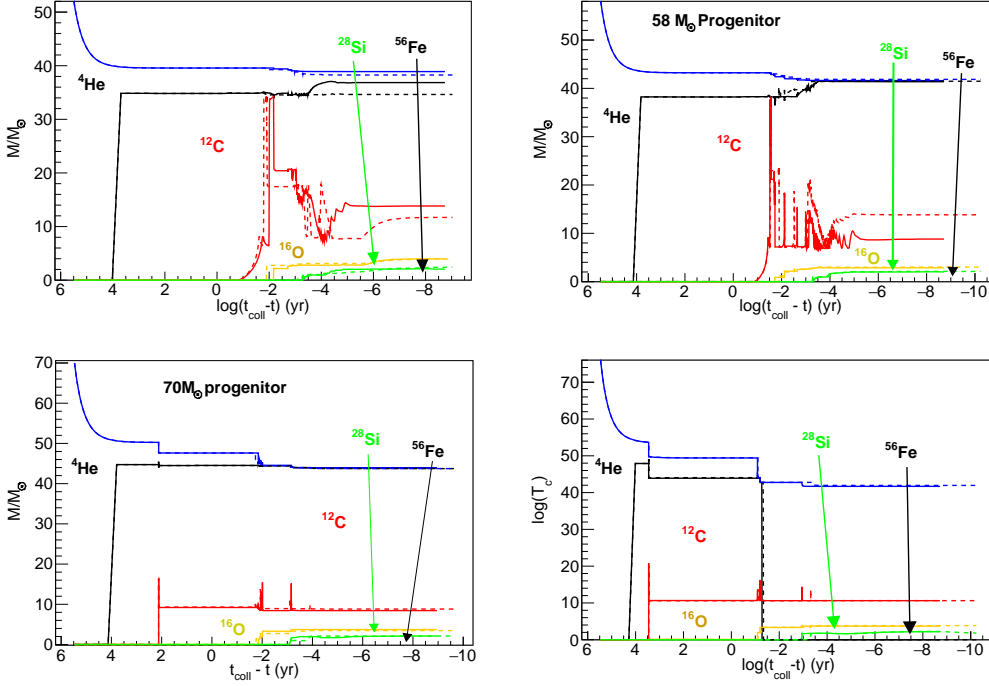 M/M☉
50
40
30
20
10
0
⁴He
¹²C
¹⁶O
²⁸Si
⁵⁶Fe
6 4 2 0 −2 −4 −6 −8
log(t_coll -t) (yr)
58 M☉ Progenitor
M/M☉
50
40
30
20
10
0
⁴He
¹²C
¹⁶O
²⁸Si
⁵⁶Fe
6 4 2 0 −2 −4 −6 −8 −10
log(t_coll -t) (yr)
70M☉ progenitor
M/M☉
70
60
50
40
30
20
10
0
⁴He
¹²C
¹⁶O
²⁸Si
⁵⁶Fe
6 4 2 0 −2 −4 −6 −8 −10
t_coll - t (yr)
log(T_c)
70
60
50
40
30
20
10
0
⁴He
¹²C
¹⁶O
²⁸Si
⁵⁶Fe
6 4 2 0 −2 −4 −6 −8 −10
log(t_coll -t) (yr)